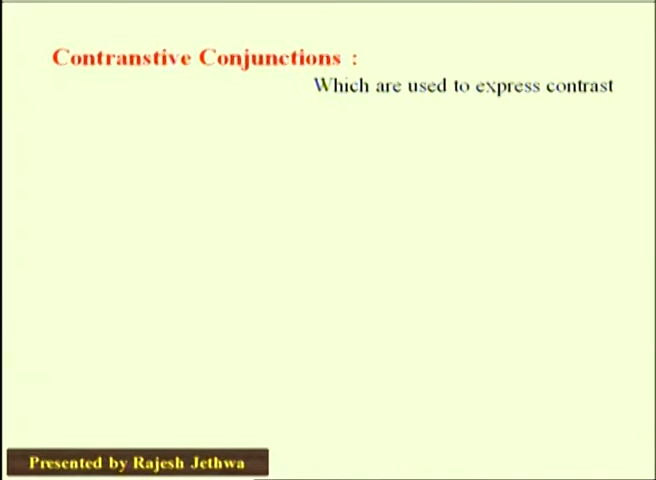 Contranstive Conjunctions :
Which are used to express contrast
Presented by Rajesh Jethwa